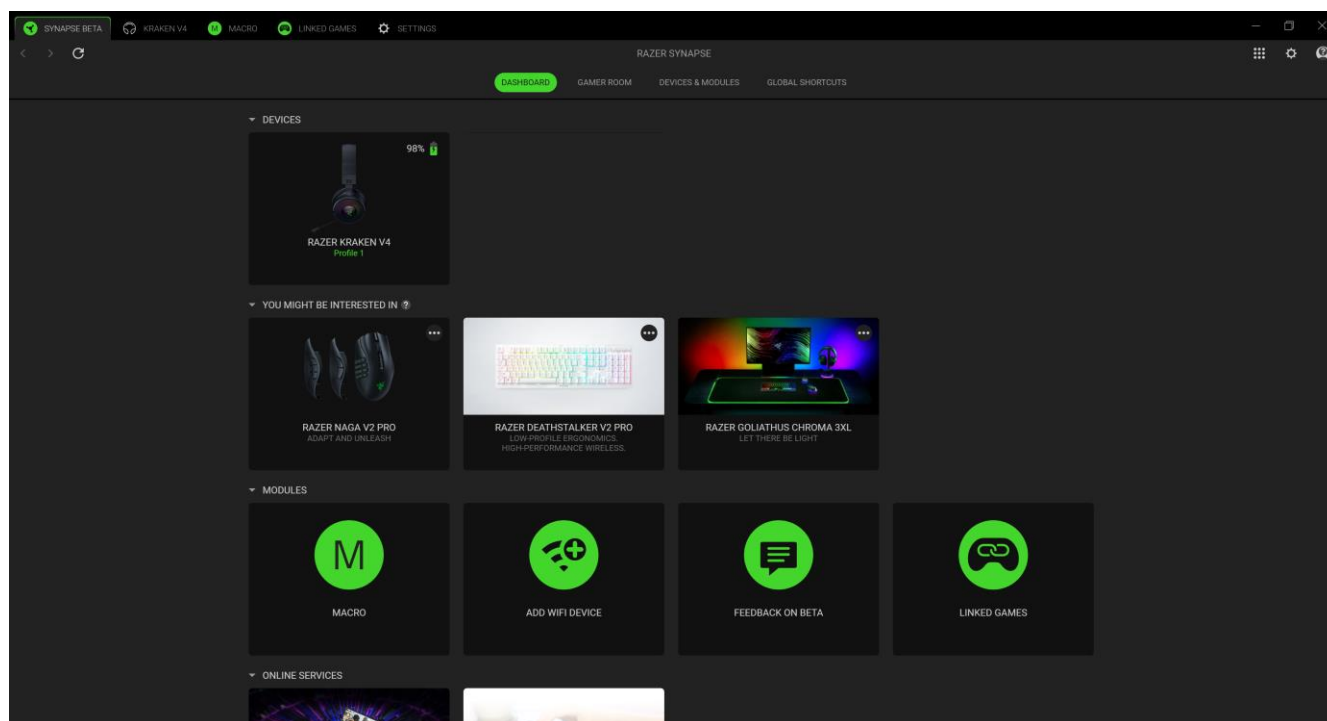 SYNAPSE BETA
KRAKEN V4
M
MACRO
LINKED GAMES
SETTINGS
RAZER SYNAPSE
DASHBOARD
GAMER ROOM
DEVICES & MODULES
GLOBAL SHORTCUTS
DEVICES
98%
RAZER KRAKEN V4
Profile 1
YOU MIGHT BE INTERESTED IN ?
RAZER NAGA V2 PRO
ADAPT AND UNLEASH
RAZER DEATHSTALKER V2 PRO
LOW-PROFILE ERGONOMICS.
HIGH-PERFORMANCE WIRELESS.
RAZER GOLIATHUS CHROMA 3XL
LET THERE BE LIGHT
MODULES
M
MACRO
ADD WIFI DEVICE
FEEDBACK ON BETA
LINKED GAMES
ONLINE SERVICES